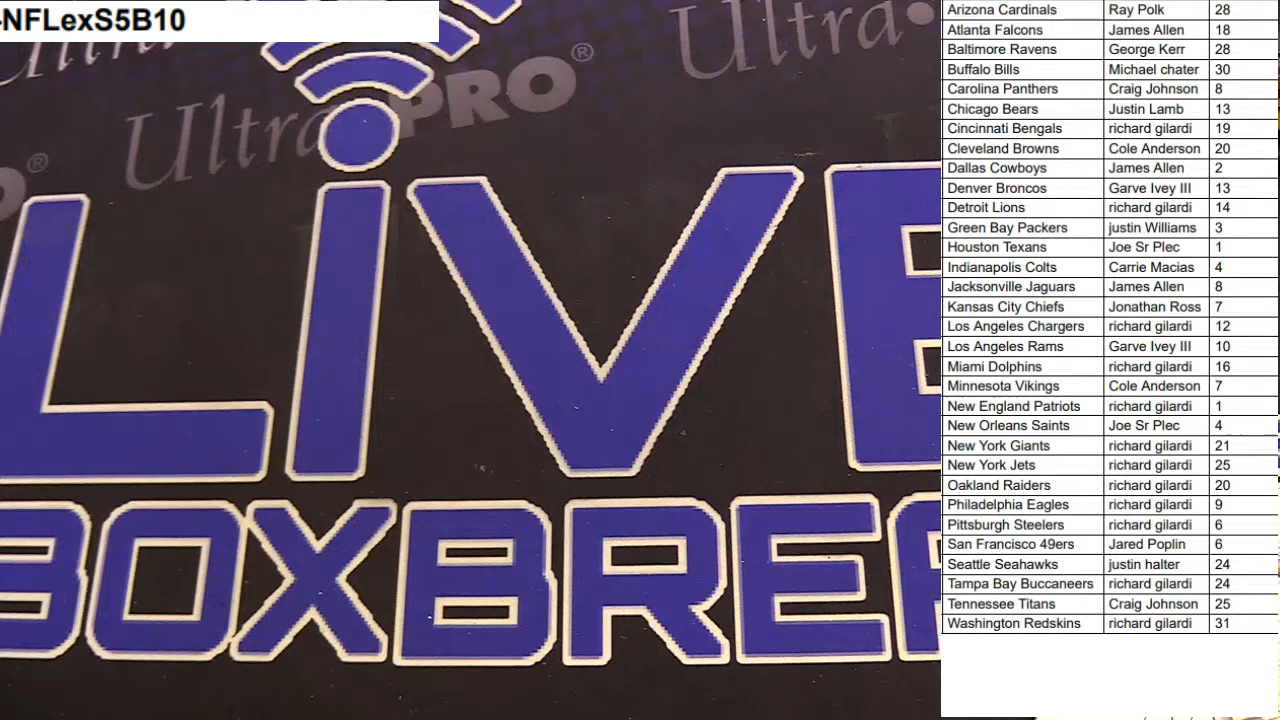 -NFLexS5B10
Ultra PRO®
Ultra
®
LiVE
BOXBREA
Arizona Cardinals Ray Polk 28
Atlanta Falcons James Allen 18
Baltimore Ravens George Kerr 28
Buffalo Bills Michael chater 30
Carolina Panthers Craig Johnson 8
Chicago Bears Justin Lamb 13
Cincinnati Bengals richard gilardi 19
Cleveland Browns Cole Anderson 20
Dallas Cowboys James Allen 2
Denver Broncos Garve Ivey III 13
Detroit Lions richard gilardi 14
Green Bay Packers justin Williams 3
Houston Texans Joe Sr Plec 1
Indianapolis Colts Carrie Macias 4
Jacksonville Jaguars James Allen 8
Kansas City Chiefs Jonathan Ross 7
Los Angeles Chargers richard gilardi 12
Los Angeles Rams Garve Ivey III 10
Miami Dolphins richard gilardi 16
Minnesota Vikings Cole Anderson 7
New England Patriots richard gilardi 1
New Orleans Saints Joe Sr Plec 4
New York Giants richard gilardi 21
New York Jets richard gilardi 25
Oakland Raiders richard gilardi 20
Philadelphia Eagles richard gilardi 9
Pittsburgh Steelers richard gilardi 6
San Francisco 49ers Jared Poplin 6
Seattle Seahawks justin halter 24
Tampa Bay Buccaneers richard gilardi 24
Tennessee Titans Craig Johnson 25
Washington Redskins richard gilardi 31